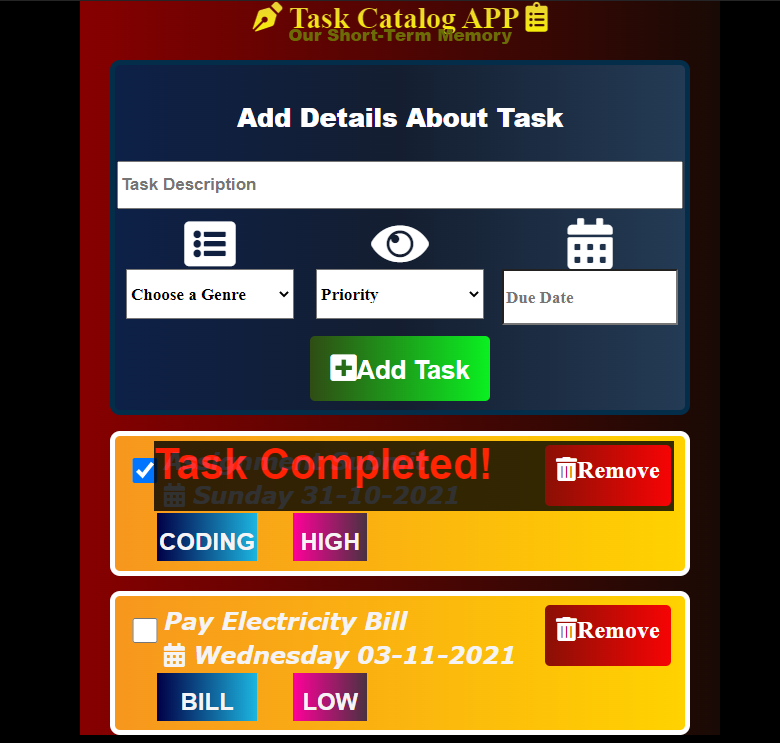 Task Catalog APP
Our Short-Term Memory
Add Details About Task
Task Description
Choose a Genre
Priority
Due Date
Add Task
Task Completed!
Assignment Submit
Sunday 31-10-2021
Remove
CODING
HIGH
Pay Electricity Bill
Wednesday 03-11-2021
Remove
BILL
LOW